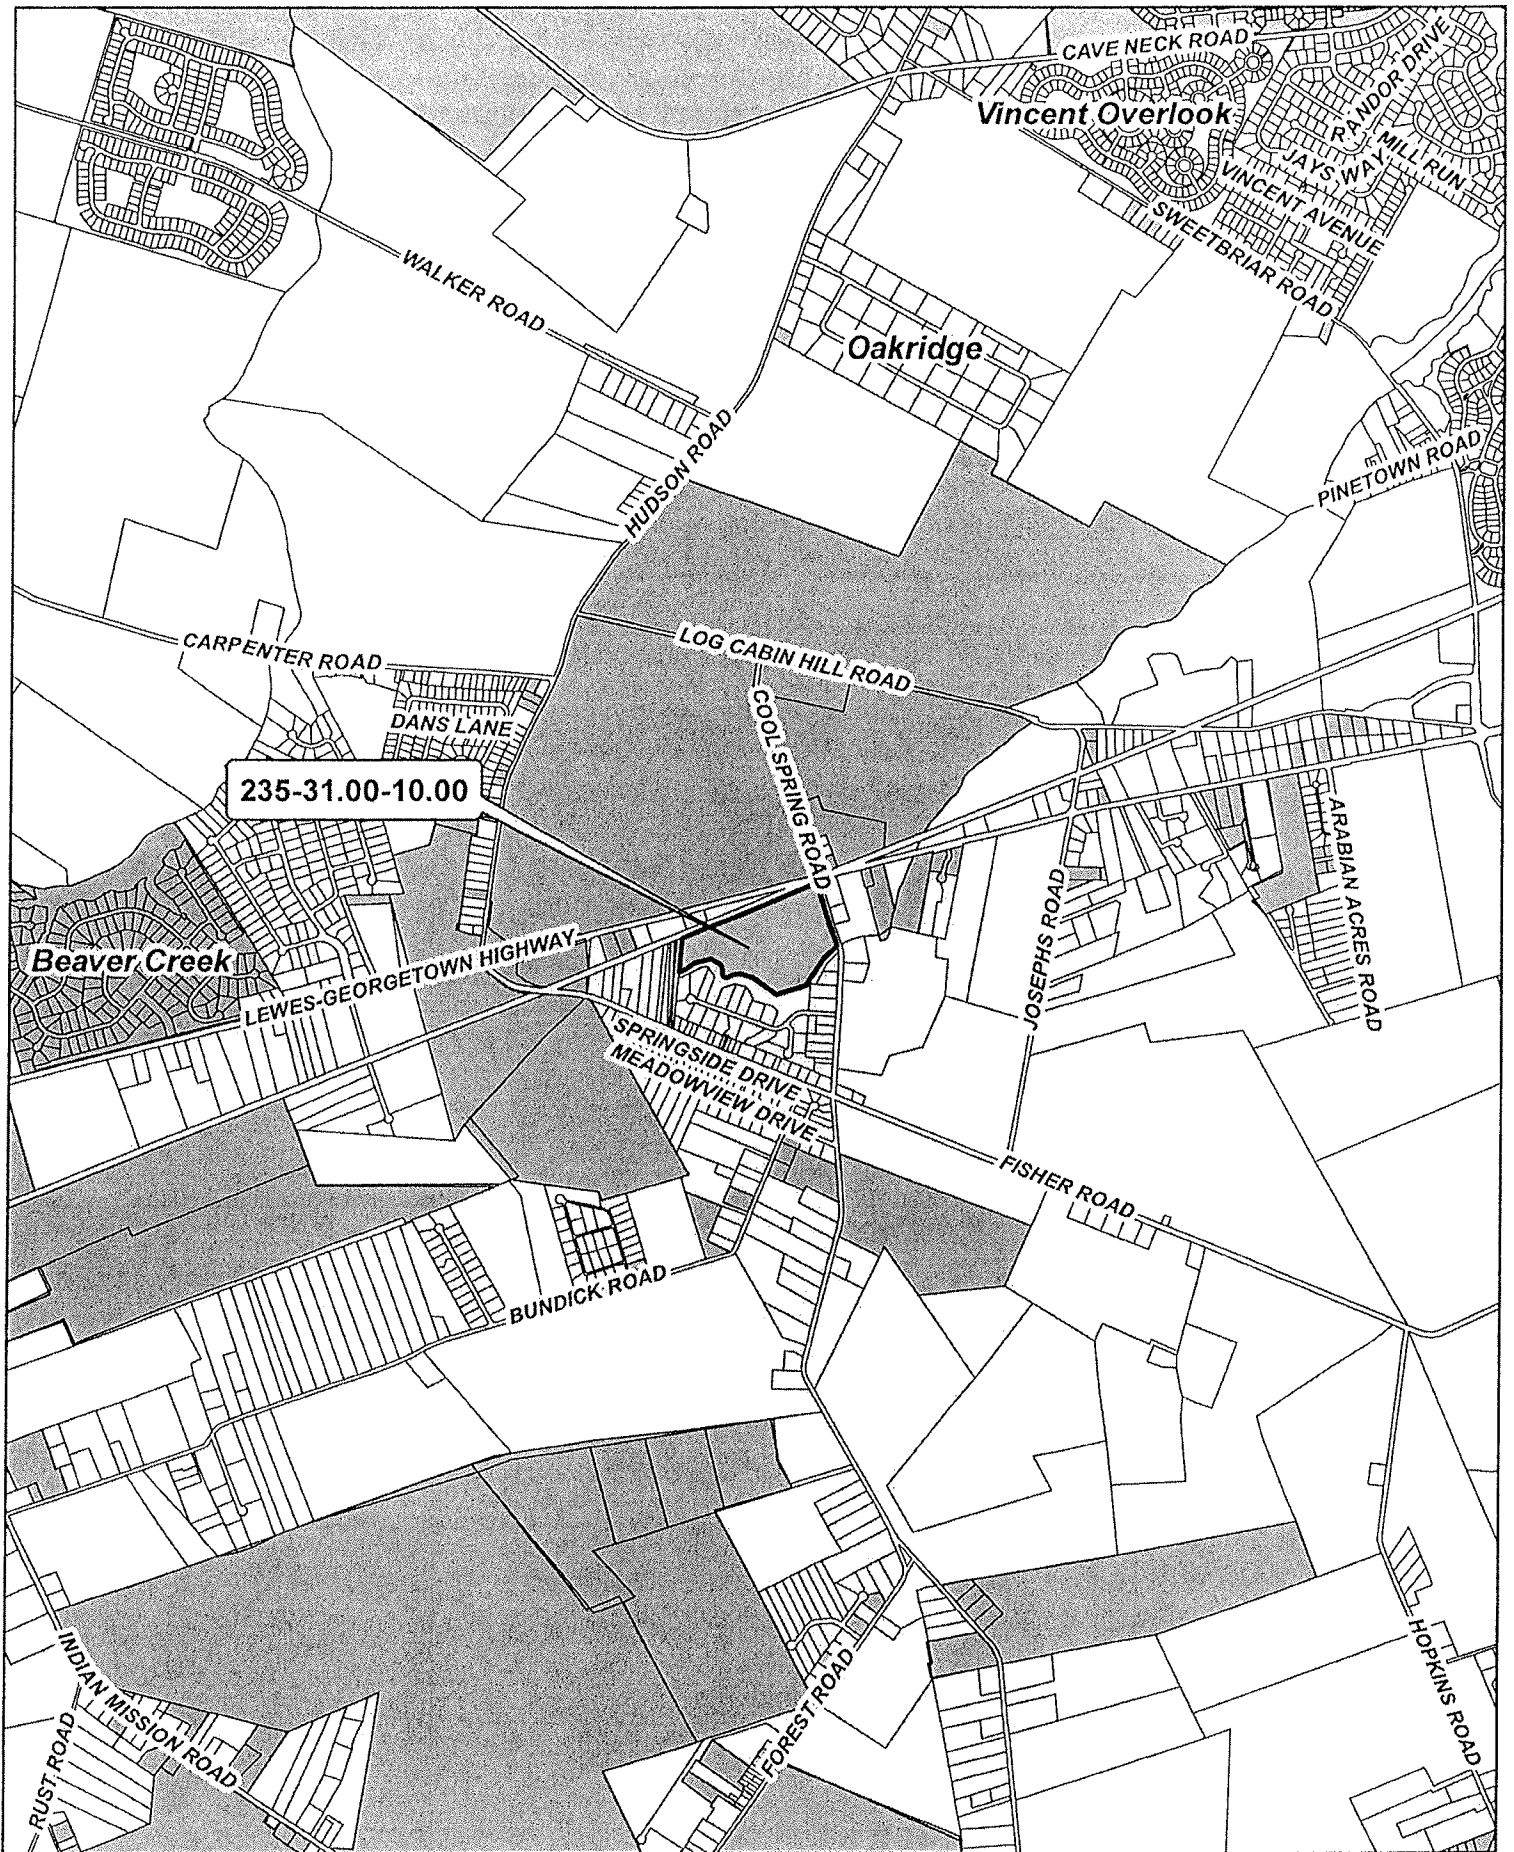 CAVE NECK ROAD
RANDOR DRIVE
Vincent Overlook
MILL RUN
JAYS WAY
VINCENT AVENUE
SWEETBRIAR ROAD
WALKER ROAD
Oakridge
HUDSON ROAD
PINETOWN ROAD
CARPENTER ROAD
LOG CABIN HILL ROAD
DANS LANE
COOL SPRING ROAD
235-31.00-10.00
ARABIAN ACRES ROAD
JOSEPHS ROAD
Beaver Creek
LEWES-GEORGETOWN HIGHWAY
SPRINGSIDE DRIVE
MEADOWVIEW DRIVE
FISHER ROAD
BUNDICK ROAD
INDIAN MISSION ROAD
RUST ROAD
FOREST ROAD
HOPKINS ROAD